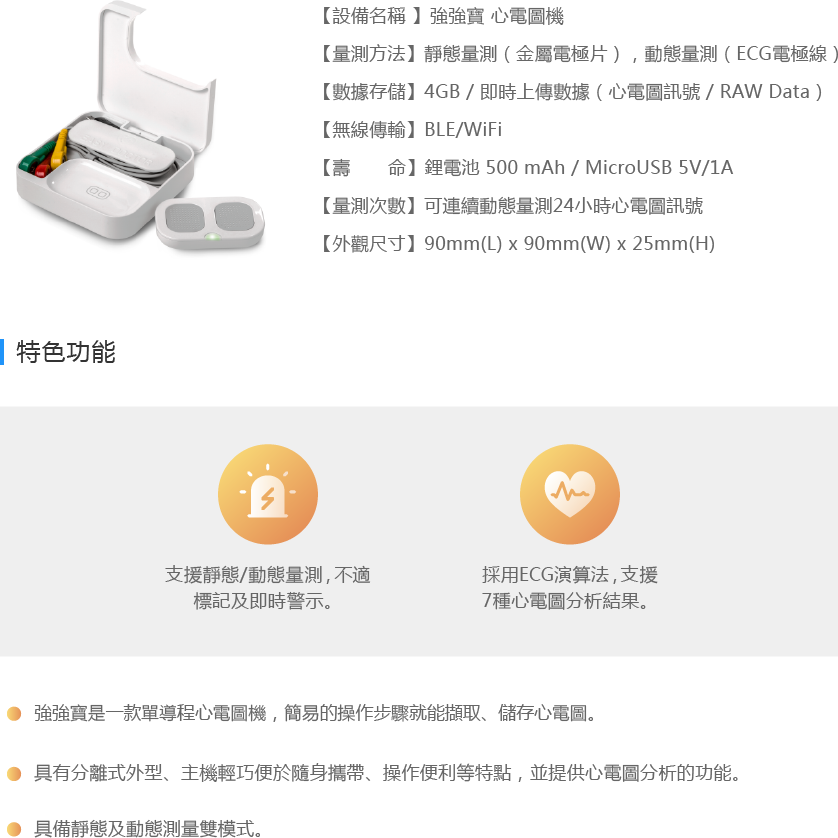 【設備名稱 】強強寶 心電圖機
【量測方法】靜態量測（金屬電極片），動態量測（ECG電極線）
【數據存儲】4GB / 即時上傳數據（心電圖訊號 / RAW Data）
【無線傳輸】BLE/WiFi
【壽　　命】鋰電池 500 mAh / MicroUSB 5V/1A
【量測次數】可連續動態量測24小時心電圖訊號
【外觀尺寸】90mm(L) x 90mm(W) x 25mm(H)
特色功能
支援靜態/動態量測，不適
標記及即時警示。
採用ECG演算法，支援
7種心電圖分析結果。
強強寶是一款單導程心電圖機，簡易的操作步驟就能擷取、儲存心電圖。
具有分離式外型、主機輕巧便於隨身攜帶、操作便利等特點，並提供心電圖分析的功能。
具備靜態及動態測量雙模式。